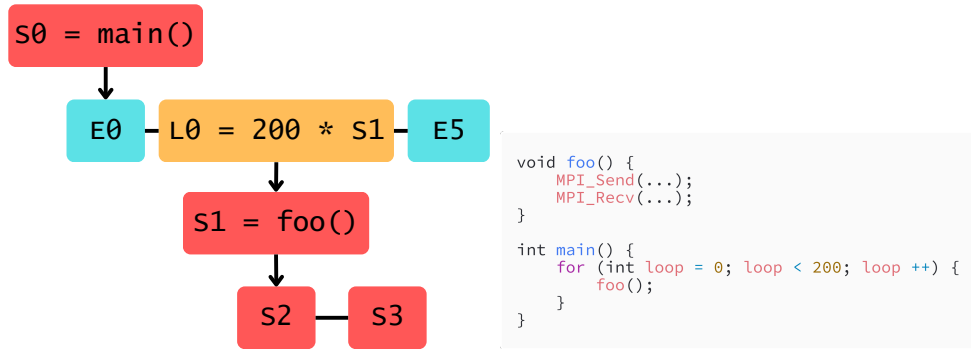 S0 = main()
E0
L0 = 200 * S1
E5
S1 = foo()
S2
S3
void foo() {
    MPI_Send(...);
    MPI_Recv(...);
}

int main() {
    for (int loop = 0; loop < 200; loop ++) {
        foo();
    }
}